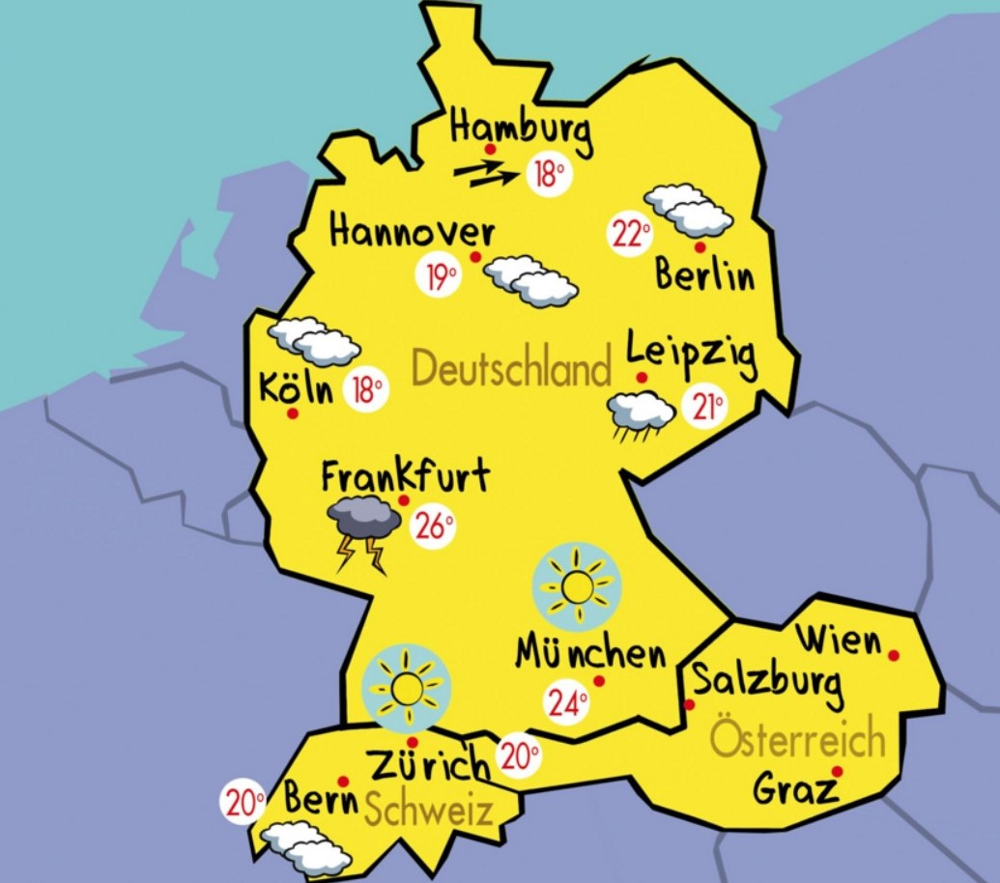 Hamburg
18°
Hannover
22°
19°
Berlin
Leipzig
Deutschland
Köln
18°
21°
Frankfurt
26°
Wien
München
Salzburg
24°
Österreich
Zürich
20°
Graz
20°
Bern
Schweiz